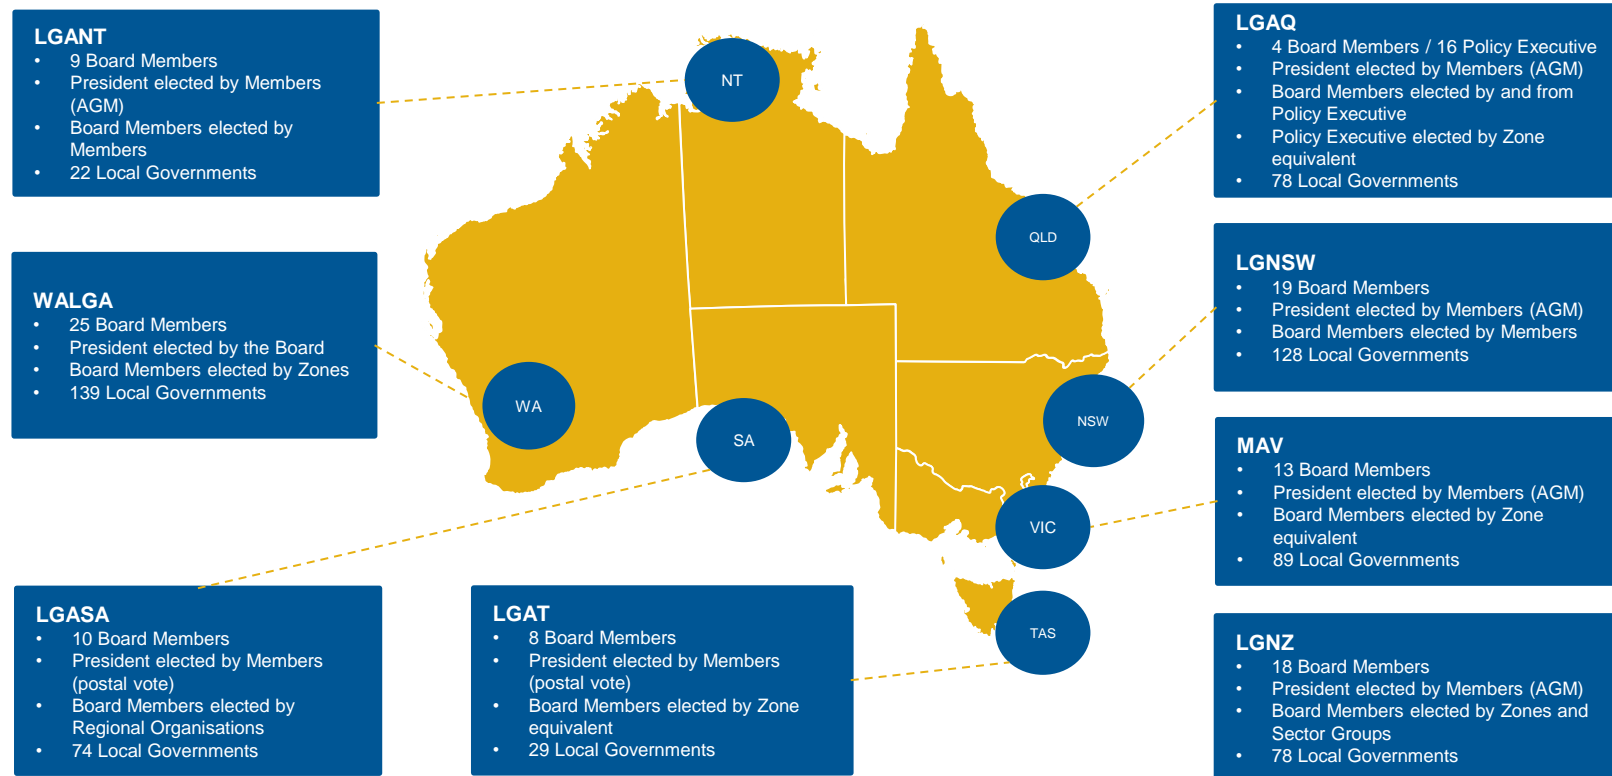 LGANT
• 9 Board Members
• President elected by Members
(AGM)
• Board Members elected by
Members
• 22 Local Governments
WALGA
• 25 Board Members
• President elected by the Board
• Board Members elected by Zones
• 139 Local Governments
LGASA
• 10 Board Members
• President elected by Members
(postal vote)
• Board Members elected by
Regional Organisations
• 74 Local Governments
LGAT
• 8 Board Members
• President elected by Members
(postal vote)
• Board Members elected by Zone
equivalent
• 29 Local Governments
NT
QLD
WA
SA
NSW
VIC
TAS
LGAQ
• 4 Board Members / 16 Policy Executive
• President elected by Members (AGM)
• Board Members elected by and from
Policy Executive
• Policy Executive elected by Zone
equivalent
• 78 Local Governments
LGNSW
• 19 Board Members
• President elected by Members (AGM)
• Board Members elected by Members
• 128 Local Governments
MAV
• 13 Board Members
• President elected by Members (AGM)
• Board Members elected by Zone
equivalent
• 89 Local Governments
LGNZ
• 18 Board Members
• President elected by Members (AGM)
• Board Members elected by Zones and
Sector Groups
• 78 Local Governments